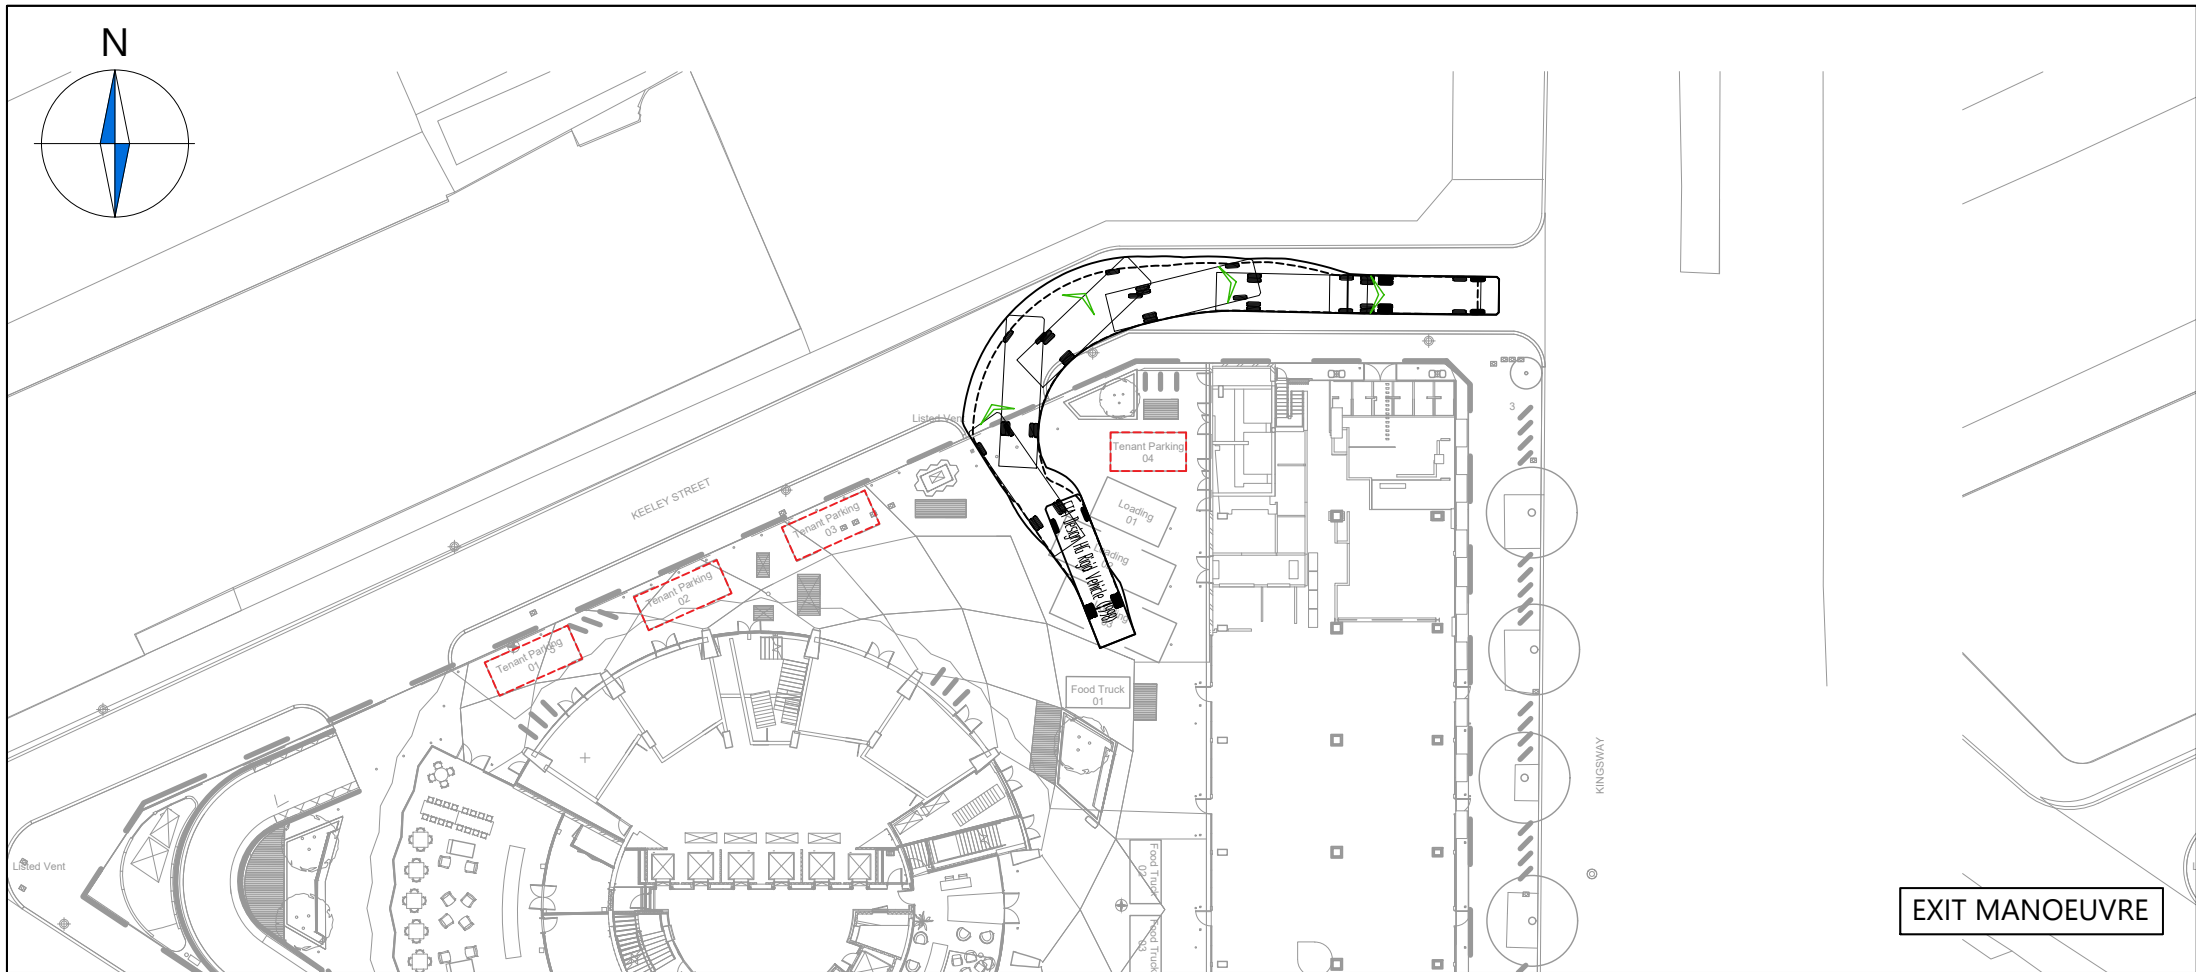 N
Listed Vent
KEELEY STREET
Tenant Parking
04
Loading
01
Tenant Parking
03
Loading
Tenant Parking
02
Tenant Parking
01
3
Food Truck
01
KINGSWAY
Listed Vent
Food Truck
02
Food Truck
03
EXIT MANOEUVRE